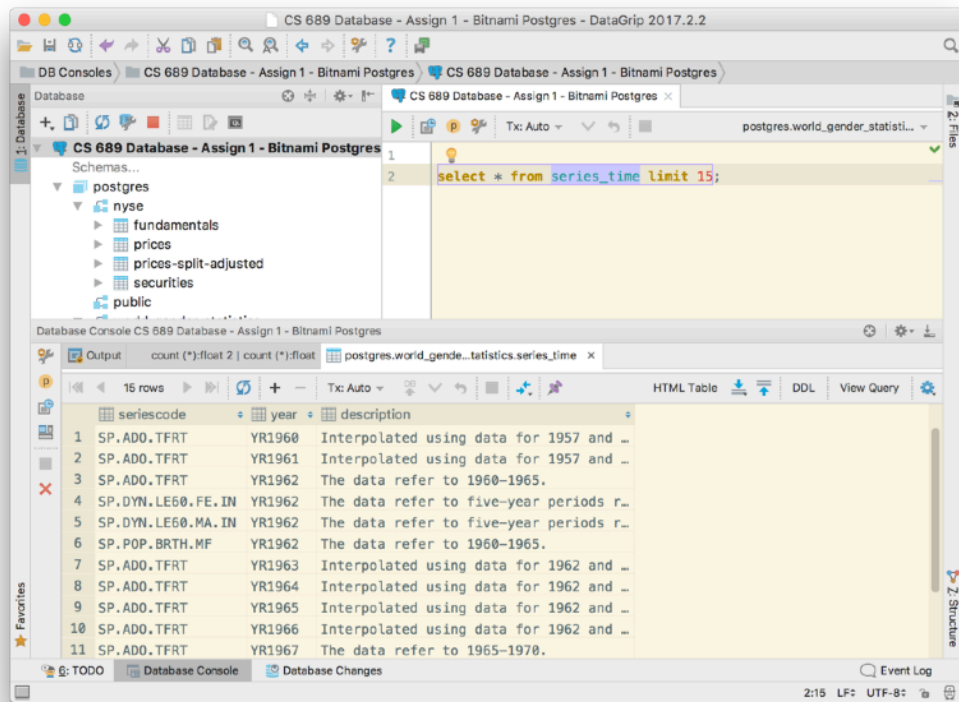 CS 689 Database - Assign 1 - Bitnami Postgres - DataGrip 2017.2.2
DB Consoles CS 689 Database - Assign 1 - Bitnami Postgres CS 689 Database - Assign 1 - Bitnami Postgres
1: Database
Database
CS 689 Database - Assign 1 - Bitnami Postgres
Schemas...
postgres
nyse
fundamentals
prices
prices-split-adjusted
securities
public
CS 689 Database - Assign 1 - Bitnami Postgres
Tx: Auto postgres.world_gender_statisti...
1
2 select * from series_time limit 15;
2: Files
Database Console CS 689 Database - Assign 1 - Bitnami Postgres
Output count (*):float 2 | count (*):float postgres.world_gende...tatistics.series_time
15 rows Tx: Auto HTML Table DDL View Query
seriescode year description
1 SP.ADO.TFRT YR1960 Interpolated using data for 1957 and …
2 SP.ADO.TFRT YR1961 Interpolated using data for 1957 and …
3 SP.ADO.TFRT YR1962 The data refer to 1960-1965.
4 SP.DYN.LE60.FE.IN YR1962 The data refer to five-year periods r…
5 SP.DYN.LE60.MA.IN YR1962 The data refer to five-year periods r…
6 SP.POP.BRTH.MF YR1962 The data refer to 1960-1965.
7 SP.ADO.TFRT YR1963 Interpolated using data for 1962 and …
8 SP.ADO.TFRT YR1964 Interpolated using data for 1962 and …
9 SP.ADO.TFRT YR1965 Interpolated using data for 1962 and …
10 SP.ADO.TFRT YR1966 Interpolated using data for 1962 and …
11 SP.ADO.TFRT YR1967 The data refer to 1965-1970.
Favorites
Z: Structure
6: TODO Database Console Database Changes Event Log
2:15 LF÷ UTF-8÷